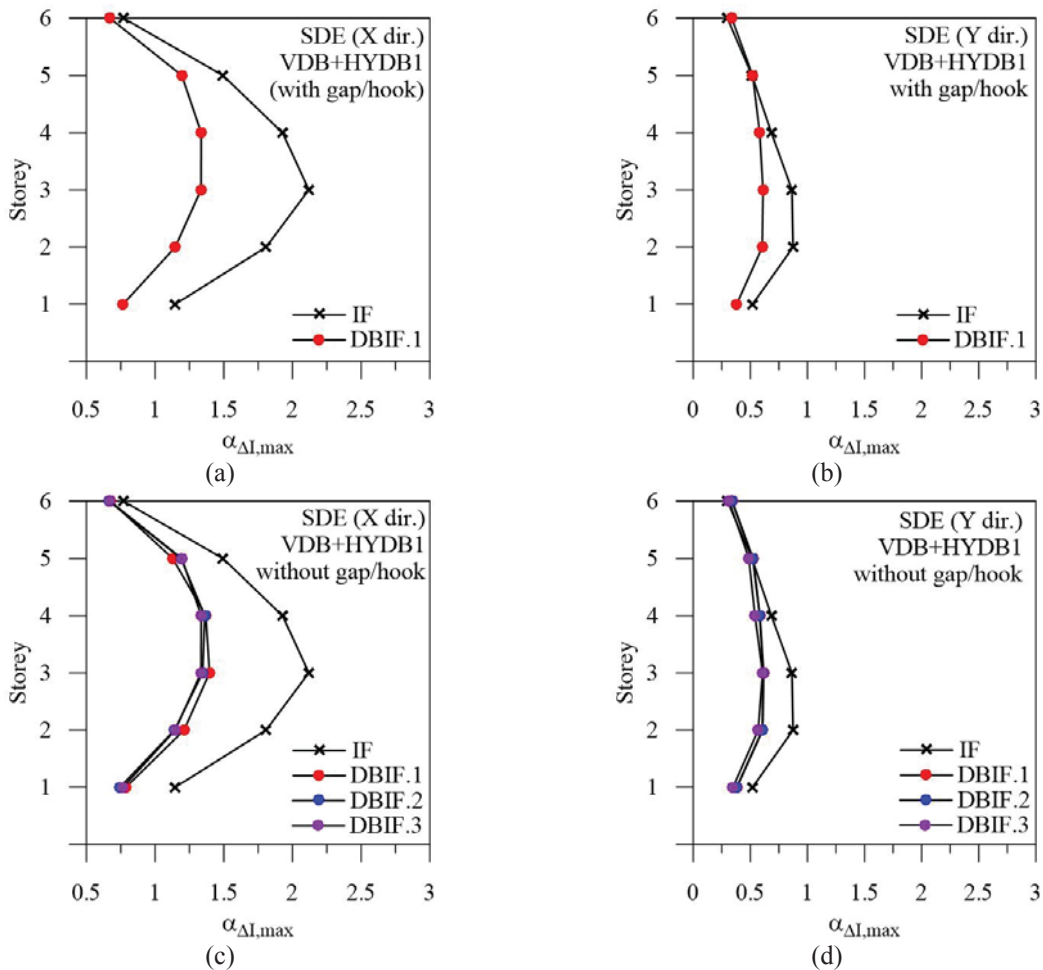 6
5
4
3
2
1
Storey
SDE (X dir.)
VDB+HYDB1
(with gap/hook)
IF
DBIF.1
0.5 1 1.5 2 2.5 3
αΔI,max
(a)
6
5
4
3
2
1
Storey
SDE (Y dir.)
VDB+HYDB1
with gap/hook
IF
DBIF.1
0 0.5 1 1.5 2 2.5 3
αΔI,max
(b)
6
5
4
3
2
1
Storey
SDE (X dir.)
VDB+HYDB1
without gap/hook
IF
DBIF.1
DBIF.2
DBIF.3
0.5 1 1.5 2 2.5 3
αΔI,max
(c)
6
5
4
3
2
1
Storey
SDE (Y dir.)
VDB+HYDB1
without gap/hook
IF
DBIF.1
DBIF.2
DBIF.3
0 0.5 1 1.5 2 2.5 3
αΔI,max
(d)